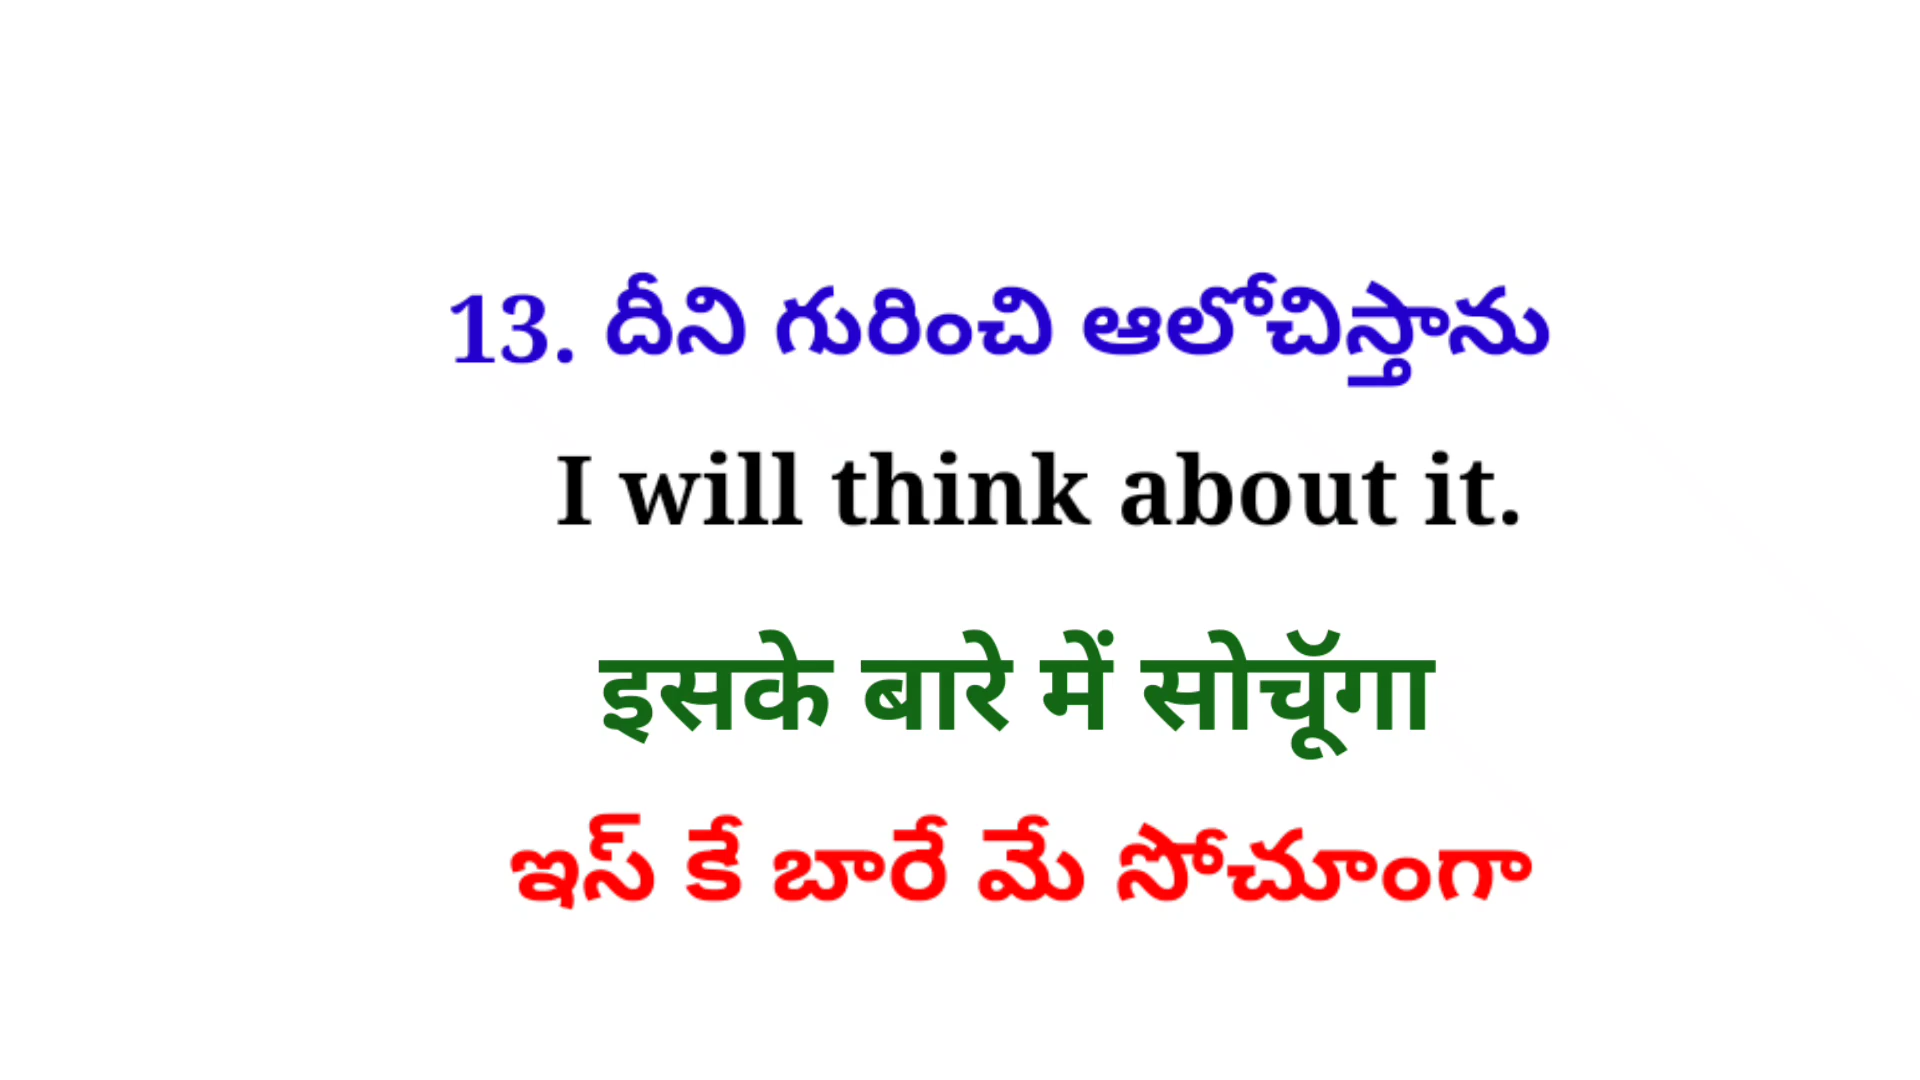 13. దీని గురించి ఆలోచిస్తాను
I will think about it.
इसके बारे में सोचूॅगा
ఇస్ కే బారే మే సోచూంగా